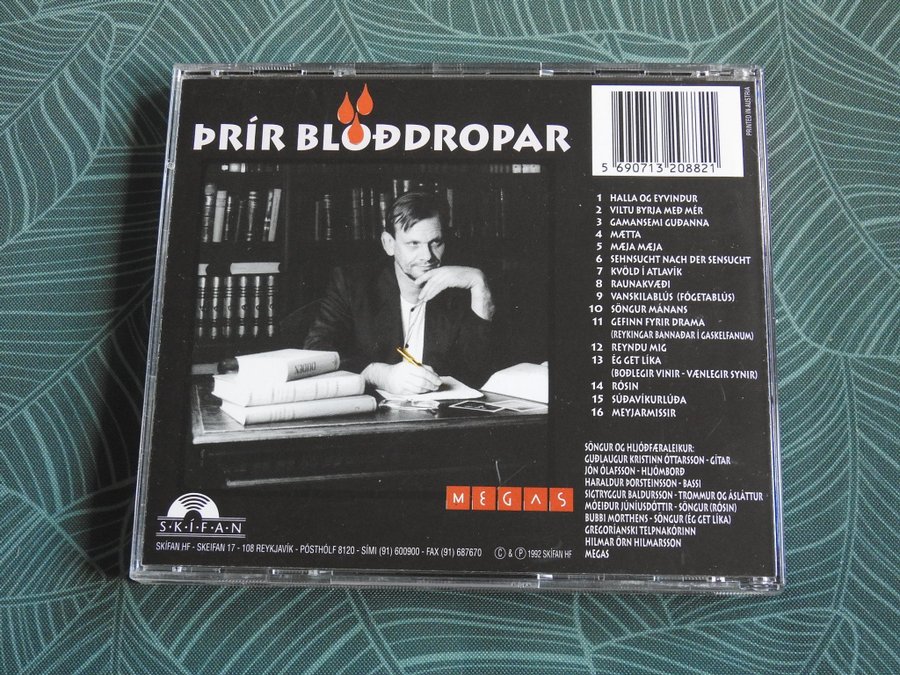 ÞRÍR BLÓÐDROPAR
5 690713 208821
PRINTED IN AUSTRIA
1 HALLA OG EYVINDUR
2 VILTU BYRJA MEÐ MÉR
3 GAMANSEMI GUÐANNA
4 MÆTTA
5 MÆJA MÆJA
6 SEHNSUCHT NACH DER SENSUCHT
7 KVÖLD Í ATLAVÍK
8 RAUNAKVÆÐI
9 VANSKILABLÚS (FÓGETABLÚS)
10 SÖNGUR MÁNANS
11 GEFINN FYRIR DRAMA
(REYKINGAR BANNAÐAR Í GASKELFANUM)
12 REYNDU MIG
13 ÉG GET LÍKA
(BOÐLEGIR VINIR - VÆNLEGIR SYNIR)
14 RÓSIN
15 SÚÐAVÍKURLÚÐA
16 MEYJARMISSIR
SÖNGUR OG HLJÓÐFÆRALEIKUR:
GUÐLAUGUR KRISTINN ÓTTARSSON - GÍTAR
JÓN ÓLAFSSON - HLJÓMBORÐ
HARALDUR ÞORSTEINSSON - BASSI
SIGTRYGGUR BALDURSSON - TROMMUR OG ÁSLÁTTUR
MÓEIÐUR JÚNÍUSDÓTTIR - SÖNGUR (RÓSIN)
BUBBI MORTHENS - SÖNGUR (ÉG GET LÍKA)
GREGORÍANSKI TELPNAKÓRINN
HILMAR ÖRN HILMARSSON
MEGAS
MEGAS
SKÍFAN
SKÍFAN HF - SKEIFAN 17 - 108 REYKJAVÍK - PÓSTHÓLF 8120 - SÍMI (91) 600900 - FAX (91) 687670
© & ℗ 1992 SKÍFAN HF